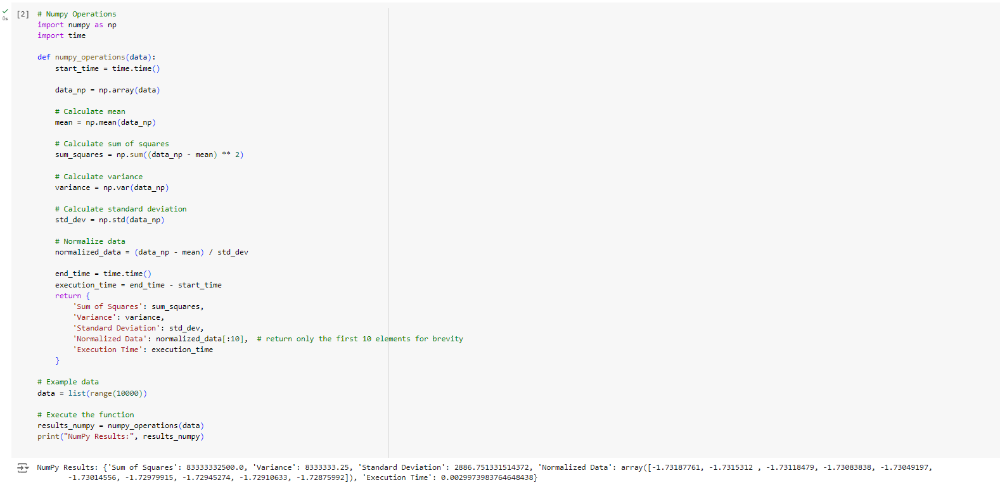 0s
[2] # Numpy Operations
import numpy as np
import time
def numpy_operations(data):
start_time = time.time()
data_np = np.array(data)
# Calculate mean
mean = np.mean(data_np)
# Calculate sum of squares
sum_squares = np.sum((data_np - mean) ** 2)
# Calculate variance
variance = np.var(data_np)
# Calculate standard deviation
std_dev = np.std(data_np)
# Normalize data
normalized_data = (data_np - mean) / std_dev
end_time = time.time()
execution_time = end_time - start_time
return {
'Sum of Squares': sum_squares,
'Variance': variance,
'Standard Deviation': std_dev,
'Normalized Data': normalized_data[:10],  # return only the first 10 elements for brevity
'Execution Time': execution_time
}
# Example data
data = list(range(10000))
# Execute the function
results_numpy = numpy_operations(data)
print("NumPy Results:", results_numpy)
NumPy Results: {'Sum of Squares': 83333332500.0, 'Variance': 8333333.25, 'Standard Deviation': 2886.751331514372, 'Normalized Data': array([-1.73187761, -1.7315312 , -1.73118479, -1.73083838, -1.73049197,
-1.73014556, -1.72979915, -1.72945274, -1.72910633, -1.72875992]), 'Execution Time': 0.0029973983764648438}